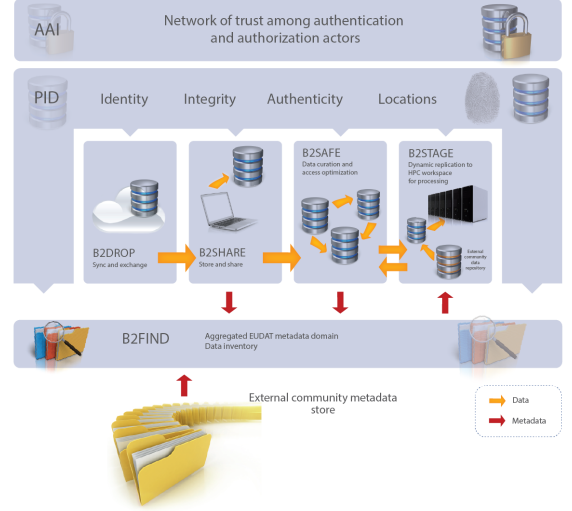 AAI
Network of trust among authentication
and authorization actors
PID
Identity
Integrity
Authenticity
Locations
B2DROP
Sync and exchange
B2SHARE
Store and share
B2SAFE
Data curation and
access optimization
B2STAGE
Dynamic replication to
HPC workspace
for processing
External
community
data
repository
B2FIND
Aggregated EUDAT metadata domain
Data inventory
External community metadata
store
Data
Metadata